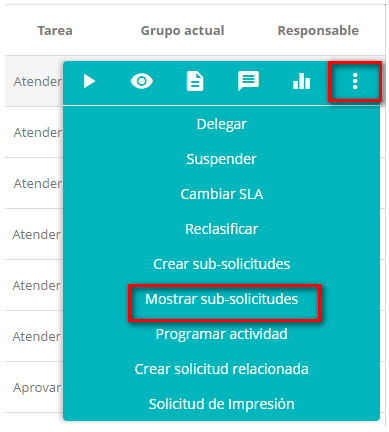 Tarea Grupo actual Responsable
Atender
Delegar
Atender
Suspender
Atender
Cambiar SLA
Reclasificar
Atender
Crear sub-solicitudes
Atender
Mostrar sub-solicitudes
Atender
Programar actividad
Crear solicitud relacionada
Aprovar
Solicitud de Impresión